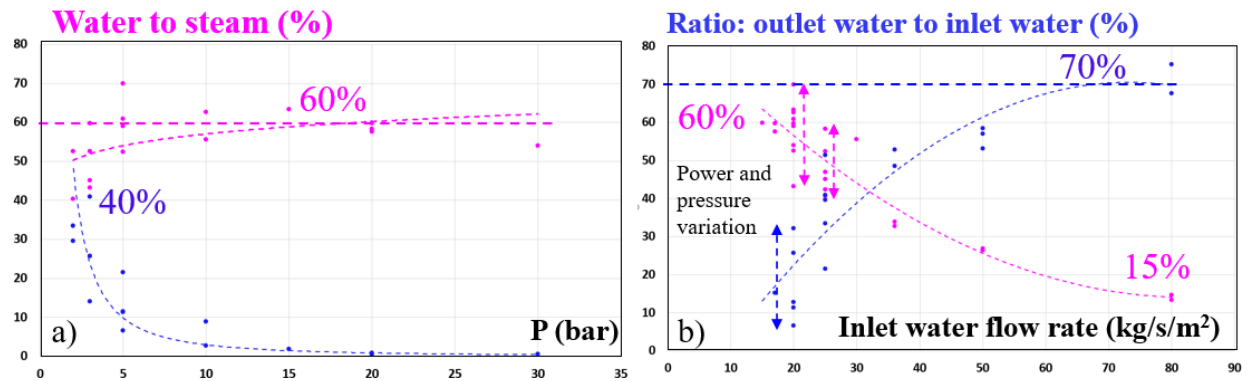 Water to steam (%)
80
70
60
50
40
30
20
10
0
60%
40%
a)
P (bar)
0 5 10 15 20 25 30 35
Ratio: outlet water to inlet water (%)
80
70
60
50
40
30
20
10
0
70%
60%
Power and
pressure
variation
15%
b)
Inlet water flow rate (kg/s/m²)
0 10 20 30 40 50 60 70 80 90